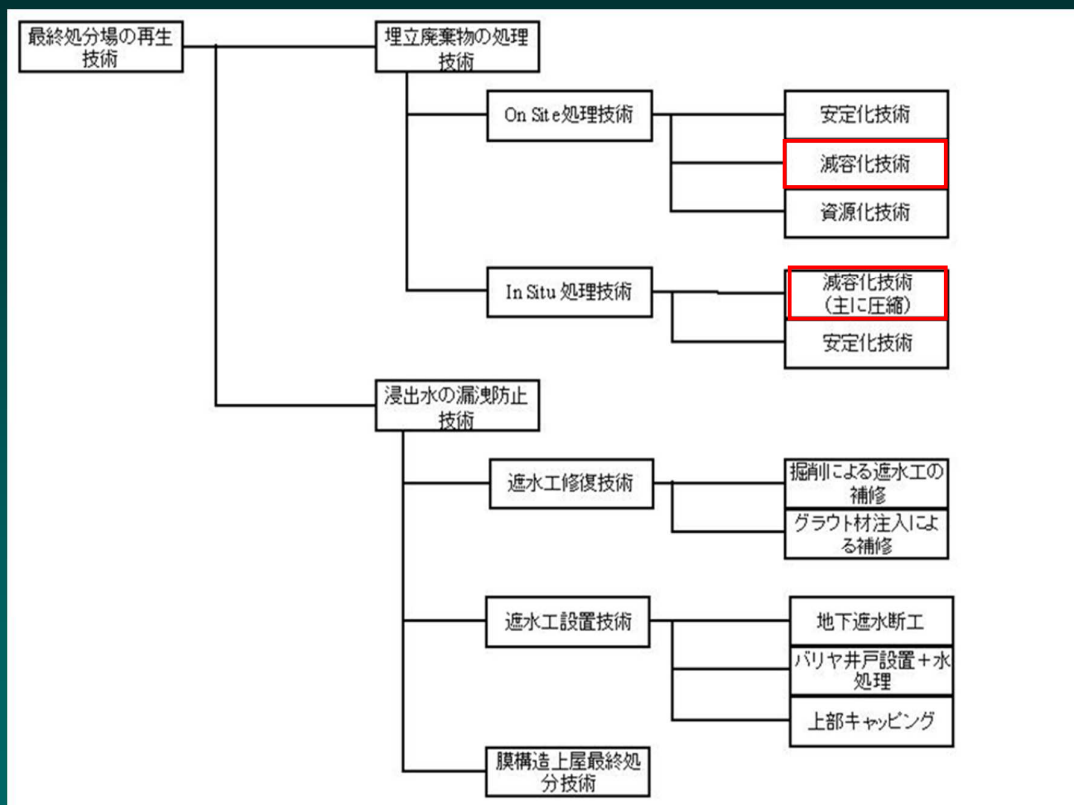 最終処分場の再生
技術
埋立廃棄物の処理
技術
On Site処理技術
安定化技術
減容化技術
資源化技術
In Situ 処理技術
減容化技術
(主に圧縮)
安定化技術
浸出水の漏洩防止
技術
遮水工修復技術
掘削による遮水工の
補修
グラウト材注入によ
る補修
遮水工設置技術
地下遮水断工
バリヤ井戸設置＋水
処理
上部キャッピング
膜構造上屋最終処
分技術